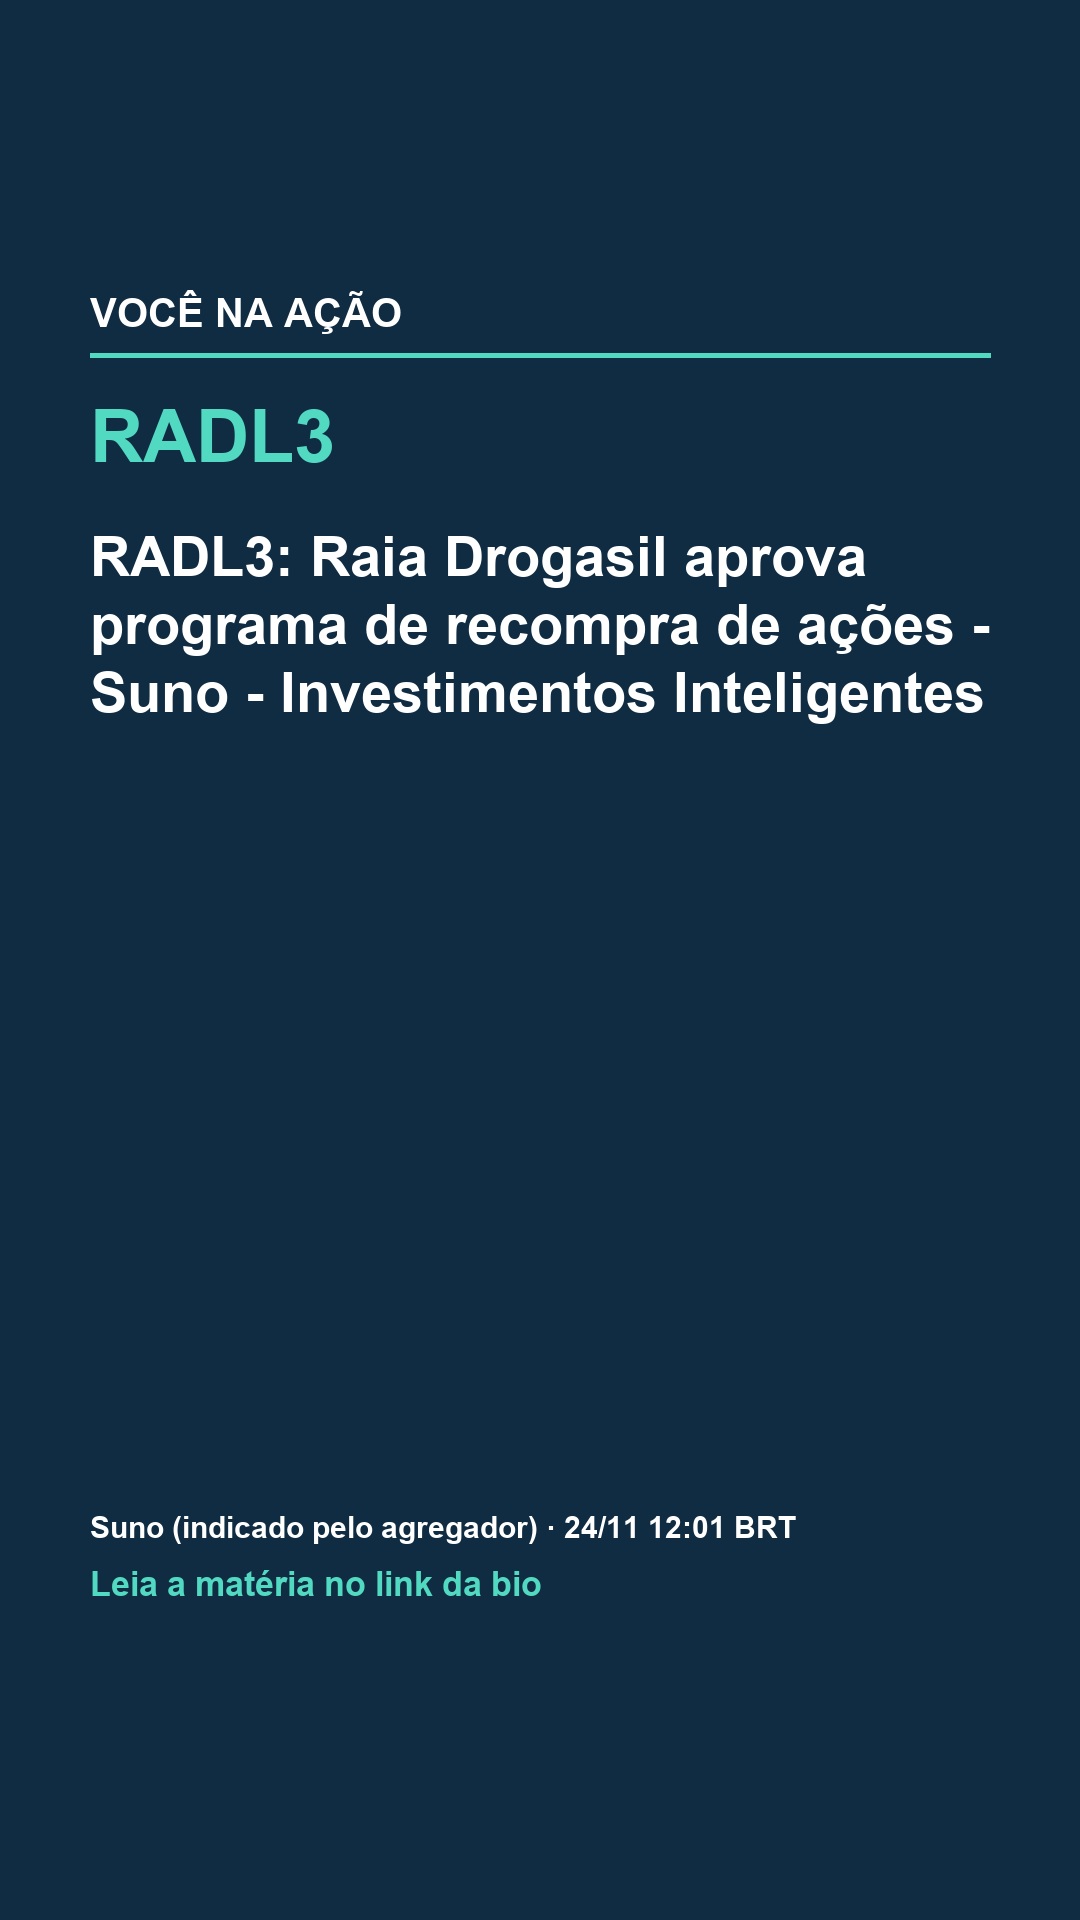 VOCÊ NA AÇÃO
RADL3
RADL3: Raia Drogasil aprova
programa de recompra de ações -
Suno - Investimentos Inteligentes
Suno (indicado pelo agregador) · 24/11 12:01 BRT
Leia a matéria no link da bio